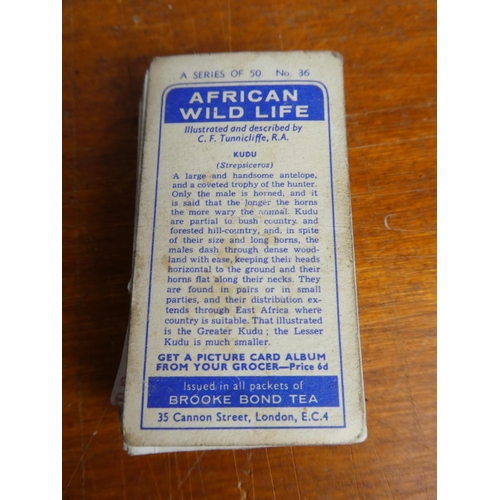 A SERIES OF 50. No. 36
AFRICAN
WILD LIFE
Illustrated and described by
C. F. Tunnicliffe, R.A.
KUDU
(Strepsiceros)
A large and handsome antelope,
and a coveted trophy of the hunter.
Only the male is horned, and it
is said that the longer the horns
the more wary the animal. Kudu
are partial to bush country, and
forested hill-country, and, in spite
of their size and long horns, the
males dash through dense wood-
land with ease, keeping their heads
horizontal to the ground and their
horns flat along their necks. They
are found in pairs or in small
parties, and their distribution ex-
tends through East Africa where
country is suitable. That illustrated
is the Greater Kudu; the Lesser
Kudu is much smaller.
GET A PICTURE CARD ALBUM
FROM YOUR GROCER—Price 6d
Issued in all packets of
BROOKE BOND TEA
35 Cannon Street, London, E.C.4